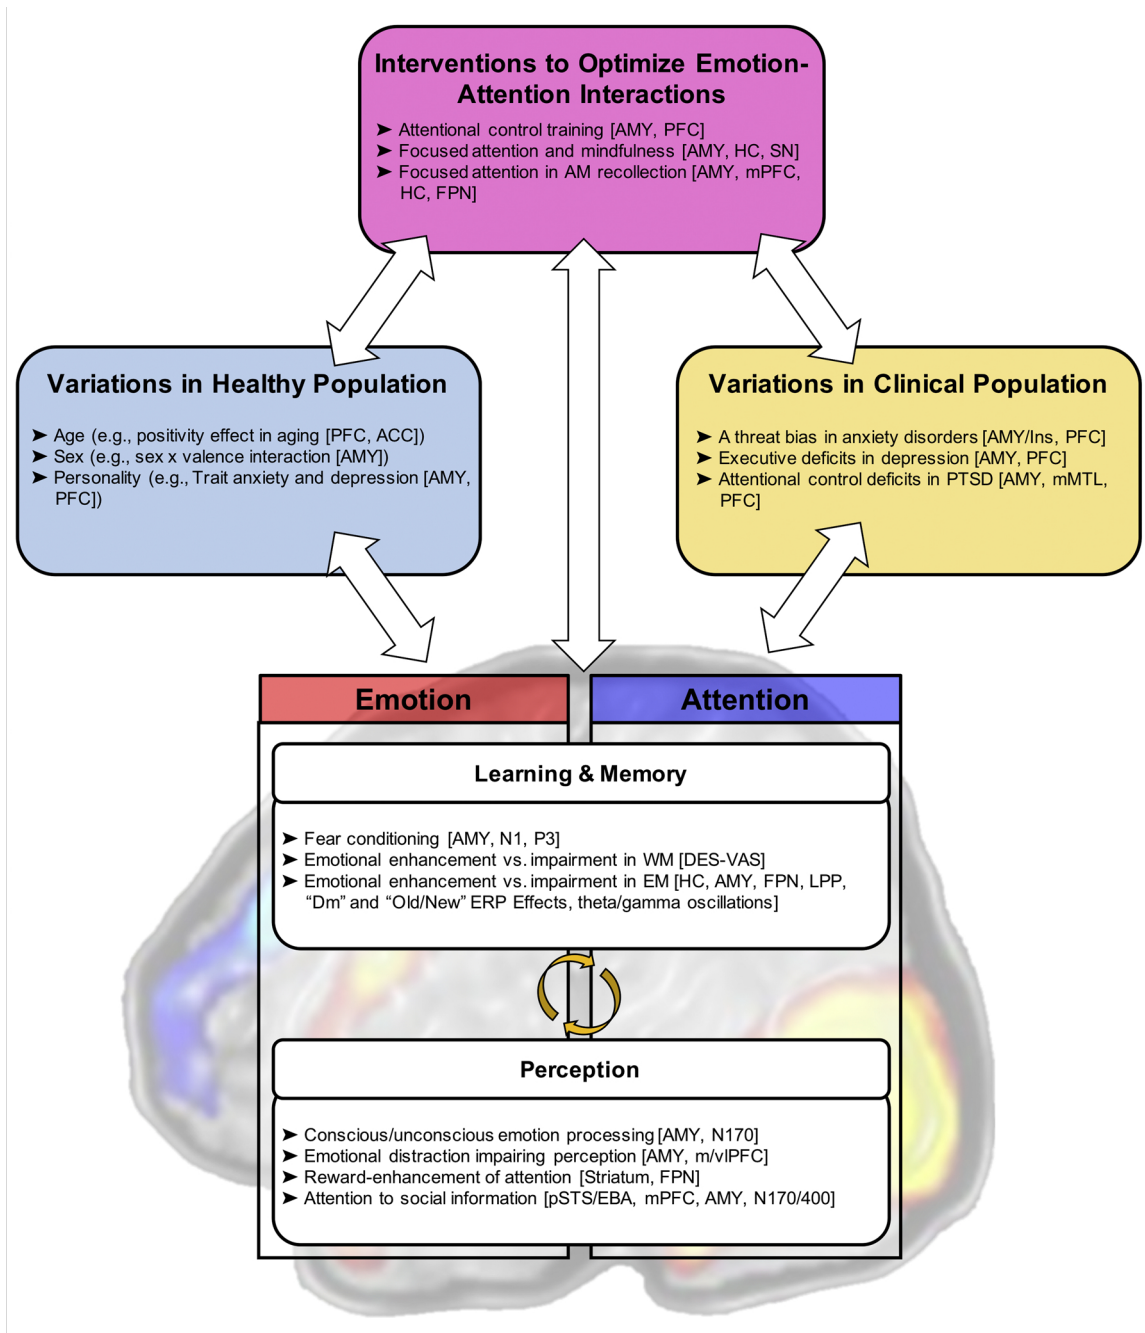 Interventions to Optimize Emotion-
Attention Interactions
➤ Attentional control training [AMY, PFC]
➤ Focused attention and mindfulness [AMY, HC, SN]
➤ Focused attention in AM recollection [AMY, mPFC,
HC, FPN]
Variations in Healthy Population
➤ Age (e.g., positivity effect in aging [PFC, ACC])
➤ Sex (e.g., sex x valence interaction [AMY])
➤ Personality (e.g., Trait anxiety and depression [AMY,
PFC])
Variations in Clinical Population
➤ A threat bias in anxiety disorders [AMY/Ins, PFC]
➤ Executive deficits in depression [AMY, PFC]
➤ Attentional control deficits in PTSD [AMY, mMTL,
PFC]
Emotion
Attention
Learning & Memory
➤ Fear conditioning [AMY, N1, P3]
➤ Emotional enhancement vs. impairment in WM [DES-VAS]
➤ Emotional enhancement vs. impairment in EM [HC, AMY, FPN, LPP,
“Dm” and “Old/New” ERP Effects, theta/gamma oscillations]
Perception
➤ Conscious/unconscious emotion processing [AMY, N170]
➤ Emotional distraction impairing perception [AMY, m/vlPFC]
➤ Reward-enhancement of attention [Striatum, FPN]
➤ Attention to social information [pSTS/EBA, mPFC, AMY, N170/400]